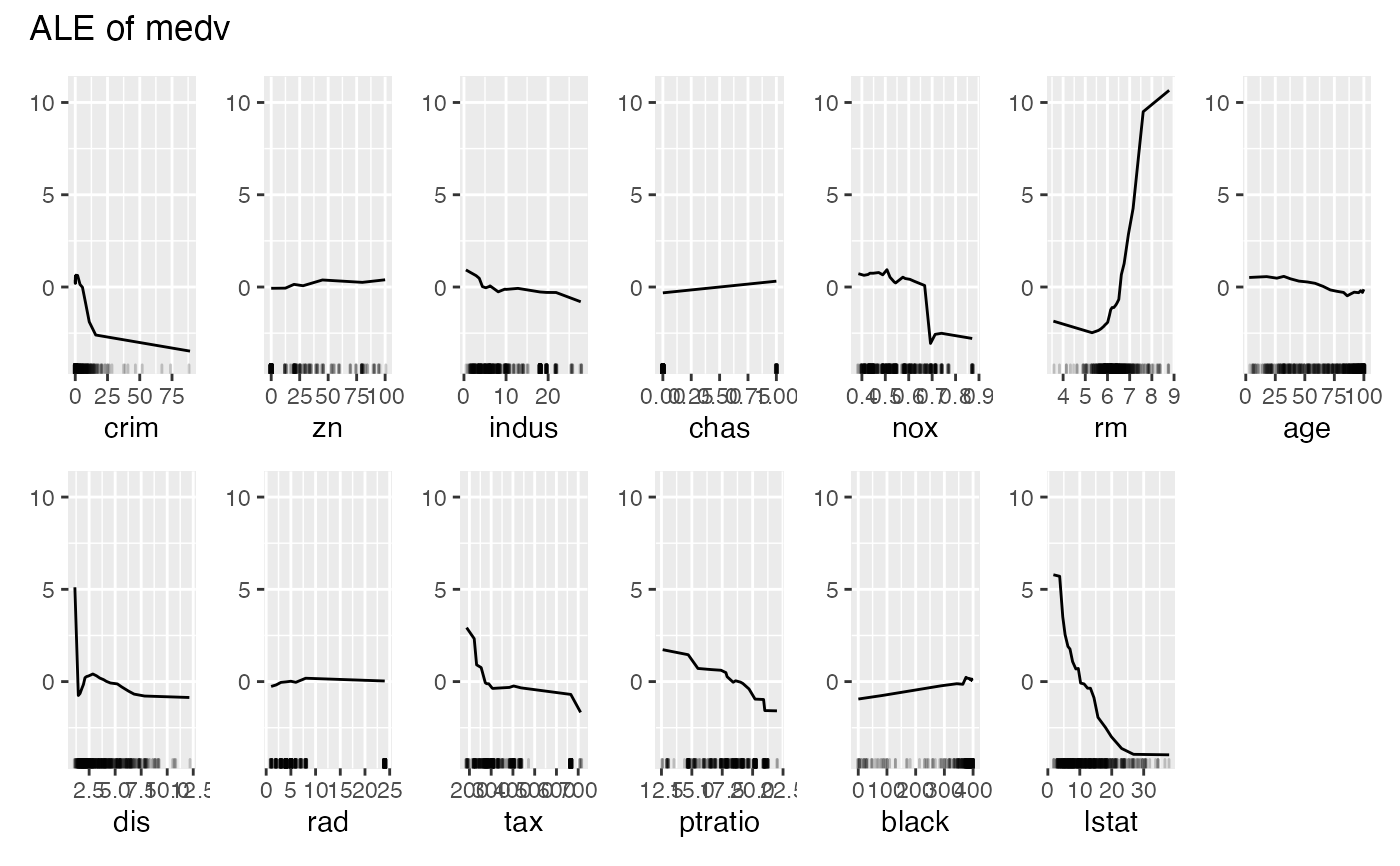 ALE of medv
10 10 10 10 10 10 10
5 5 5 5 5 5 5
0 0 0 0 0 0 0
0 25 50 75 0 25 50 75 100 0 10 20 0.00 0.25 0.50 0.75 1.00 0.4 0.5 0.6 0.7 0.8 0.9 4 5 6 7 8 9 0 25 50 75 100
crim zn indus chas nox rm age
10 10 10 10 10 10
5 5 5 5 5 5
0 0 0 0 0 0
2.5 5.0 7.5 10.0 12.5 0 5 10 15 20 25 200 300 400 500 600 700 12.5 15.0 17.5 20.0 22.5 0 100 200 300 400 0 10 20 30
dis rad tax ptratio black lstat